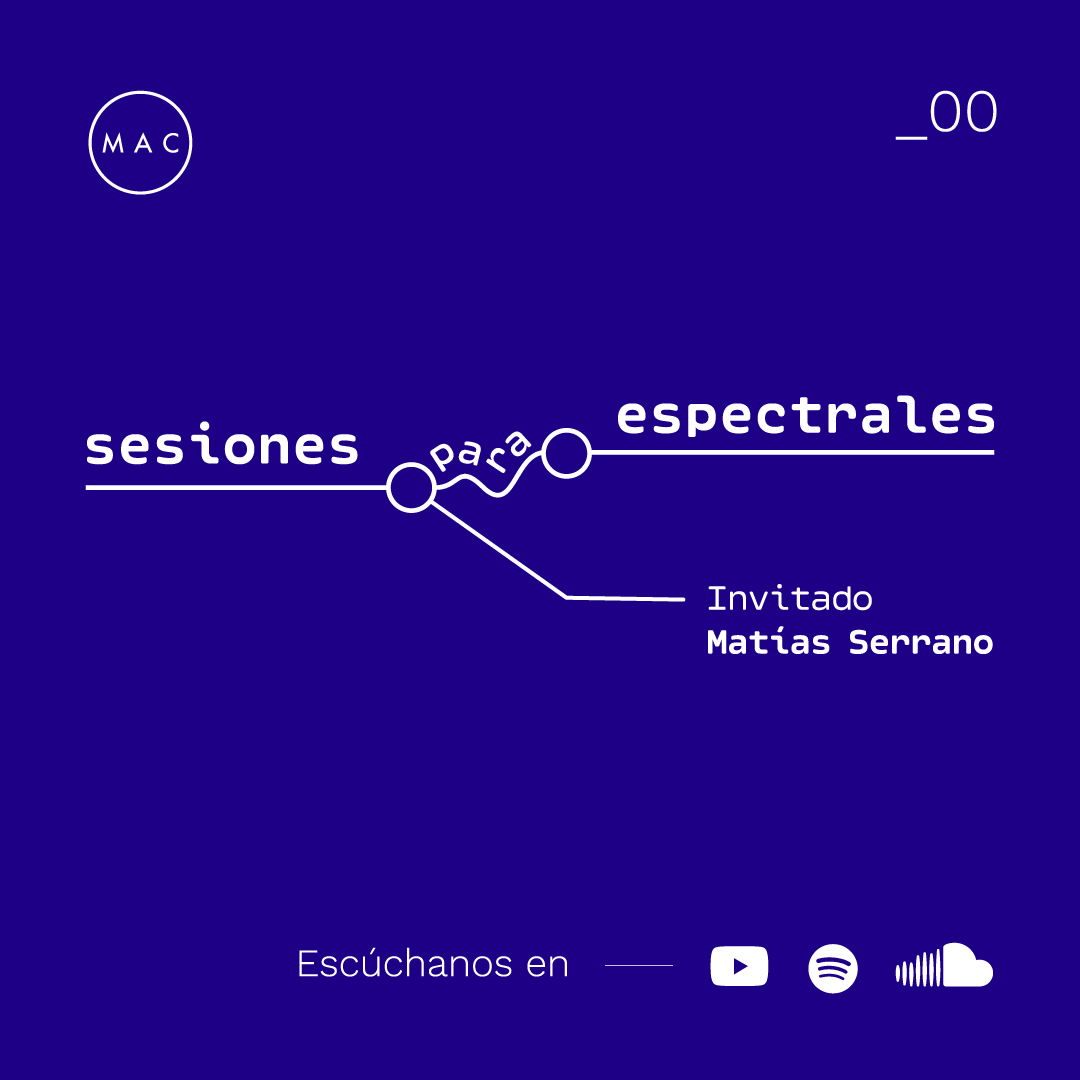 MAC
_00
sesiones para espectrales
Invitado
Matías Serrano
Escúchanos en